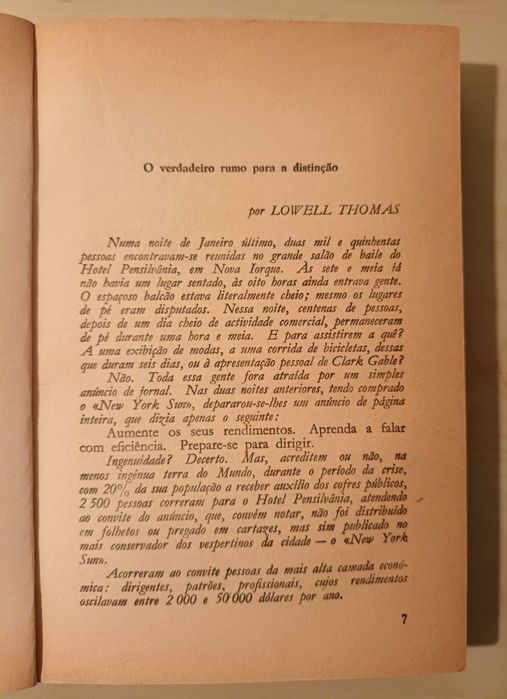 O verdadeiro rumo para a distinção
por LOWELL THOMAS
Numa noite de Janeiro último, duas mil e quinhentas
pessoas encontravam-se reunidas no grande salão de baile do
Hotel Pensilvânia, em Nova Iorque. Às sete e meia já
não havia um lugar sentado, às oito horas ainda entrava gente.
O espaçoso balcão estava literalmente cheio; mesmo os lugares
de pé eram disputados. Nessa noite, centenas de pessoas,
depois de um dia cheio de actividade comercial, permaneceram
de pé durante uma hora e meia. E para assistirem a quê?
A uma exibição de modas, a uma corrida de bicicletas, dessas
que duram seis dias, ou à apresentação pessoal de Clark Gable?
Não. Toda essa gente fora atraída por um simples
anúncio de jornal. Nas duas noites anteriores, tendo comprado
o «New York Sun», depararou-se-lhes um anúncio de página
inteira, que dizia apenas o seguinte:
Aumente os seus rendimentos. Aprenda a falar
com eficiência. Prepare-se para dirigir.
Ingenuidade? Decerto. Mas, acreditem ou não, na
menos ingénua terra do Mundo, durante o período da crise,
com 20% da sua população a receber auxílio dos cofres públicos,
2 500 pessoas correram para o Hotel Pensilvânia, atendendo
ao convite do anúncio, que, convém notar, não foi distribuído
em folhetos ou pregado em cartazes, mas sim publicado no
mais conservador dos vespertinos da cidade — o «New York
Sun».
Acorreram ao convite pessoas da mais alta camada econó-
mica: dirigentes, patrões, profissionais, cujos rendimentos
oscilavam entre 2 000 e 50 000 dólares por ano.
7